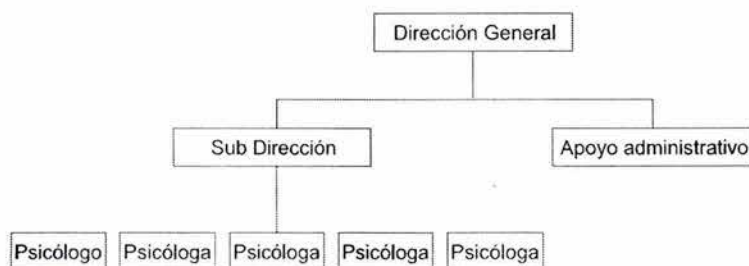 Dirección General
Sub Dirección
Apoyo administrativo
Psicólogo
Psicóloga
Psicóloga
Psicóloga
Psicóloga